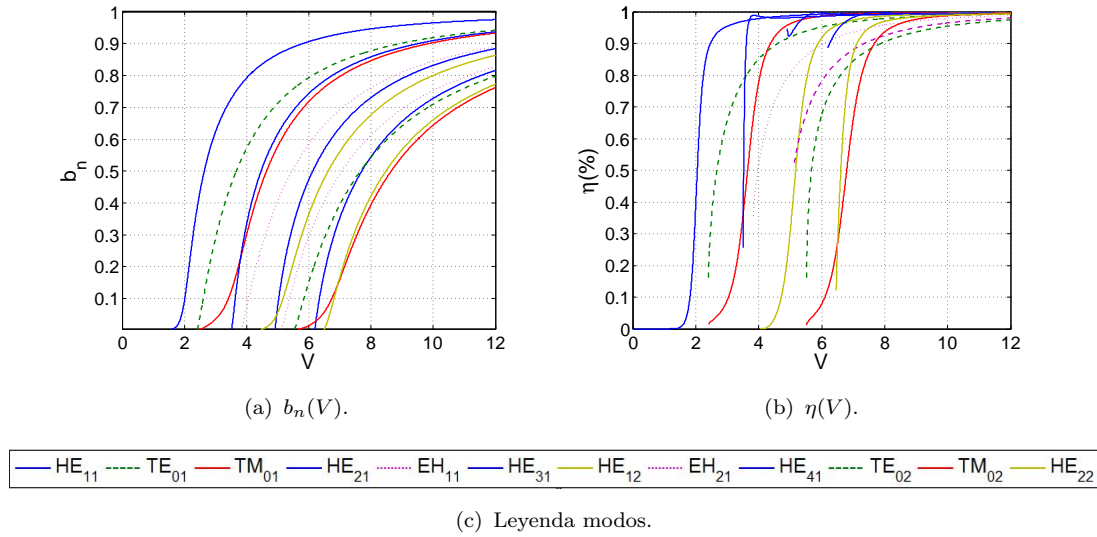 b_n
1
0.9
0.8
0.7
0.6
0.5
0.4
0.3
0.2
0.1
0 2 4 6 8 10 12
V
(a) b_n(V).
η(%)
1
0.9
0.8
0.7
0.6
0.5
0.4
0.3
0.2
0.1
0
0 2 4 6 8 10 12
V
(b) η(V).
HE_11 TE_01 TM_01 HE_21 EH_11 HE_31 HE_12 EH_21 HE_41 TE_02 TM_02 HE_22
(c) Leyenda modos.